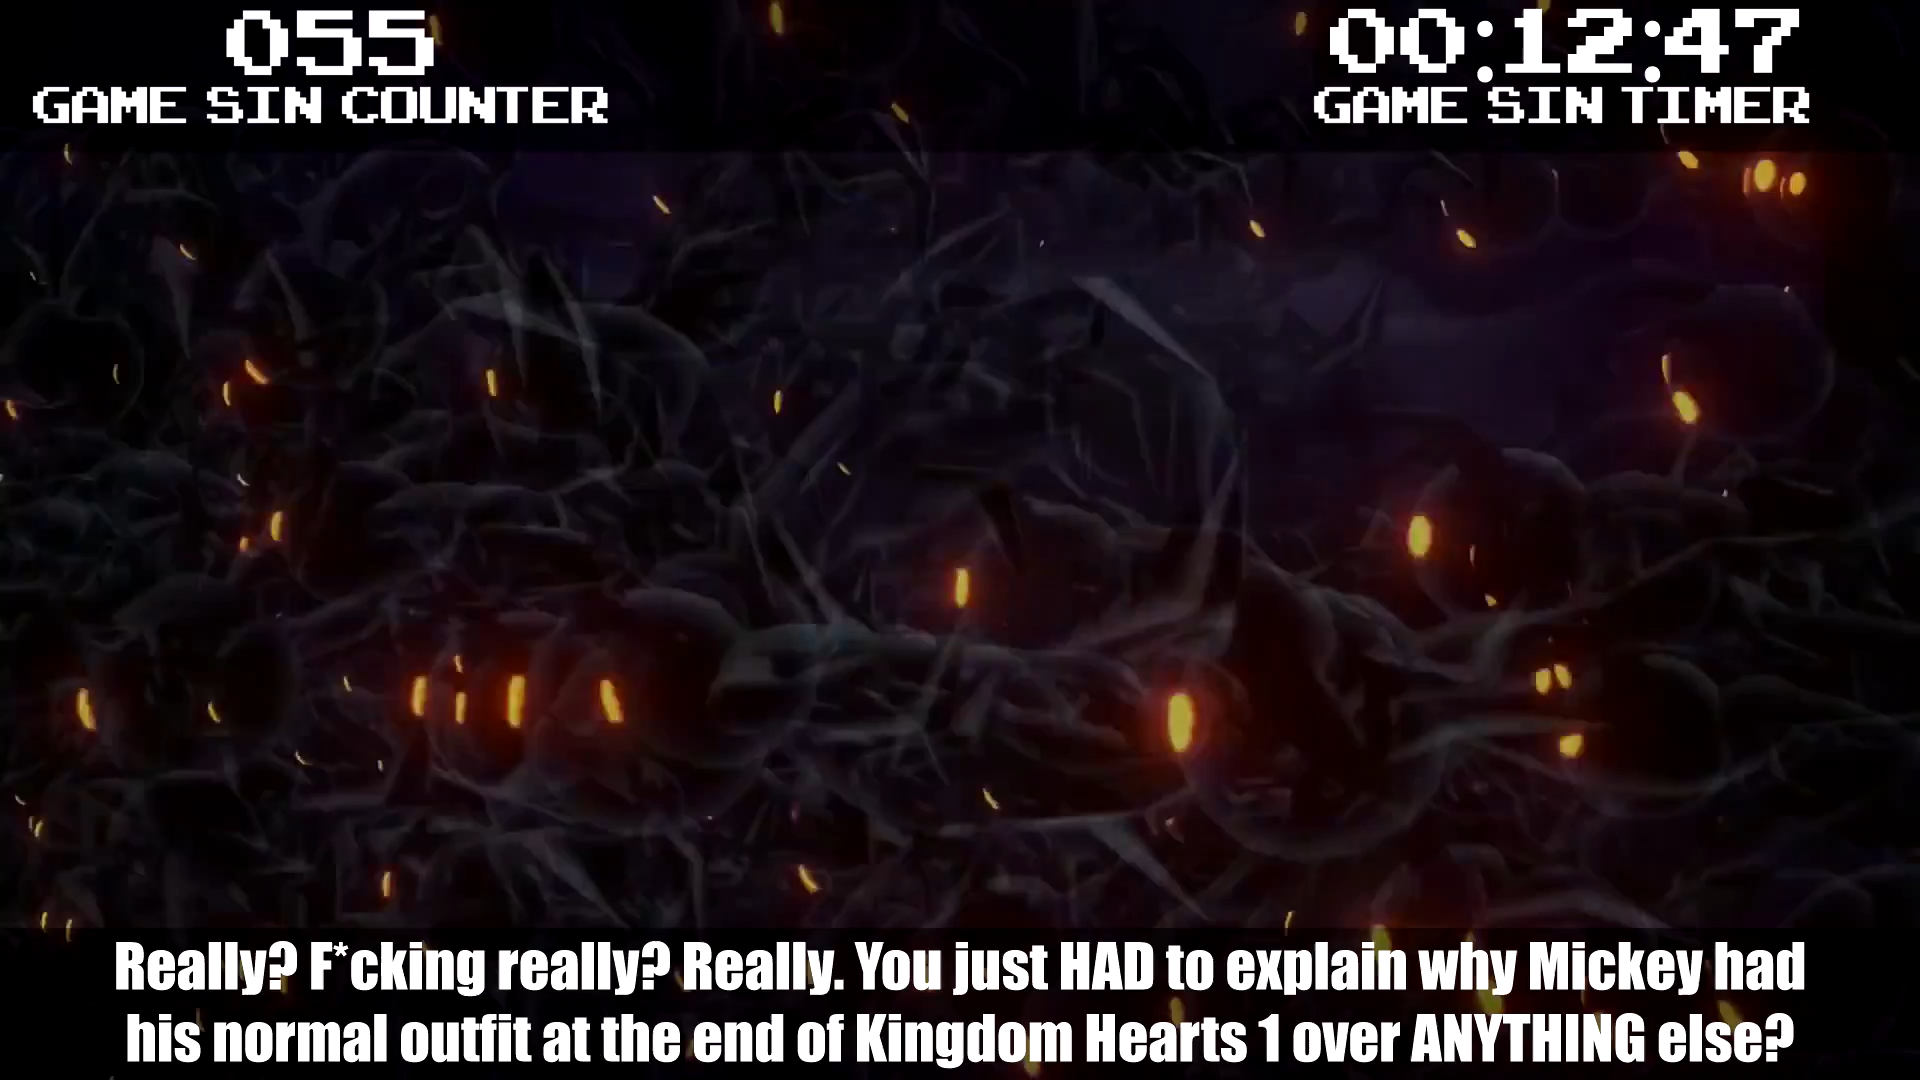 055
GAME SIN COUNTER
00:12:47
GAME SIN TIMER
Really? F*cking really? Really. You just HAD to explain why Mickey had
his normal outfit at the end of Kingdom Hearts 1 over ANYTHING else?